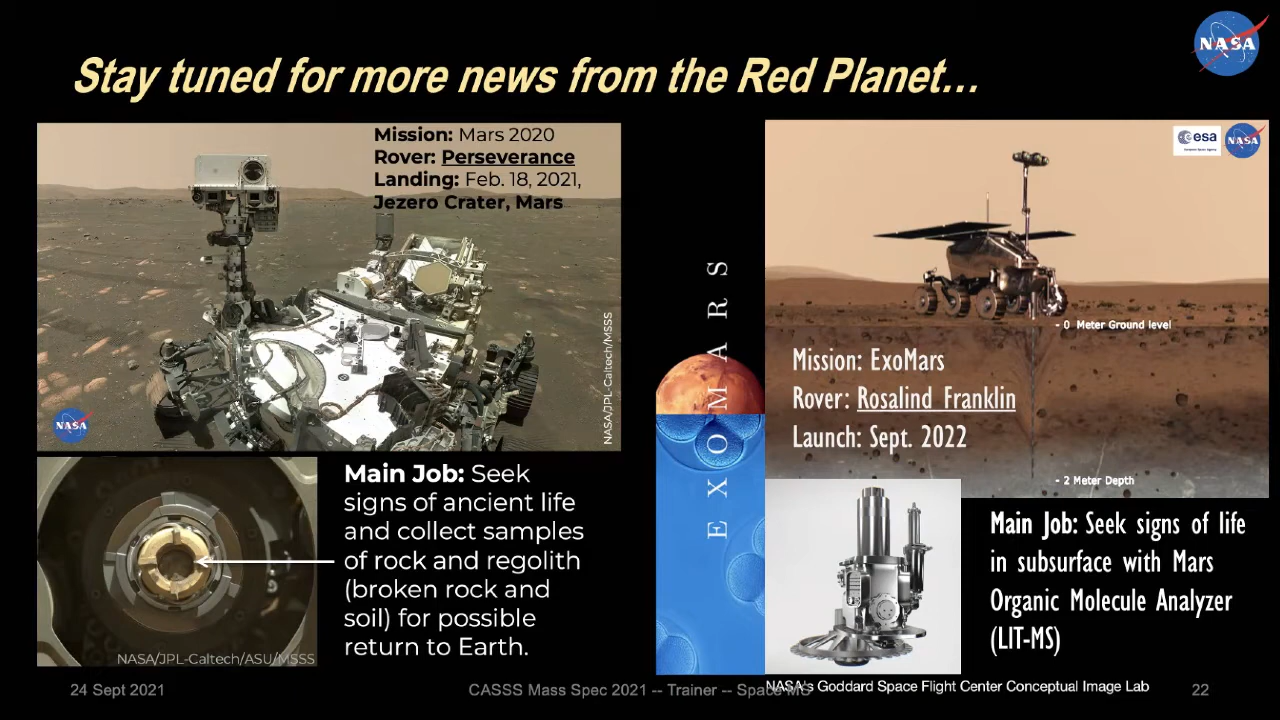 NASA
Stay tuned for more news from the Red Planet...
Mission: Mars 2020
Rover: Perseverance
Landing: Feb. 18, 2021,
Jezero Crater, Mars
NASA/JPL-Caltech/MSSS
NASA
Main Job: Seek
signs of ancient life
and collect samples
of rock and regolith
(broken rock and
soil) for possible
return to Earth.
NASA/JPL-Caltech/ASU/MSSS
EXOMARS
esa
NASA
- 0 Meter Ground level
Mission: ExoMars
Rover: Rosalind Franklin
Launch: Sept. 2022
- 2 Meter Depth
Main Job: Seek signs of life
in subsurface with Mars
Organic Molecule Analyzer
(LIT-MS)
NASA's Goddard Space Flight Center Conceptual Image Lab
24 Sept 2021
CASSS Mass Spec 2021 -- Trainer -- Space MS
22